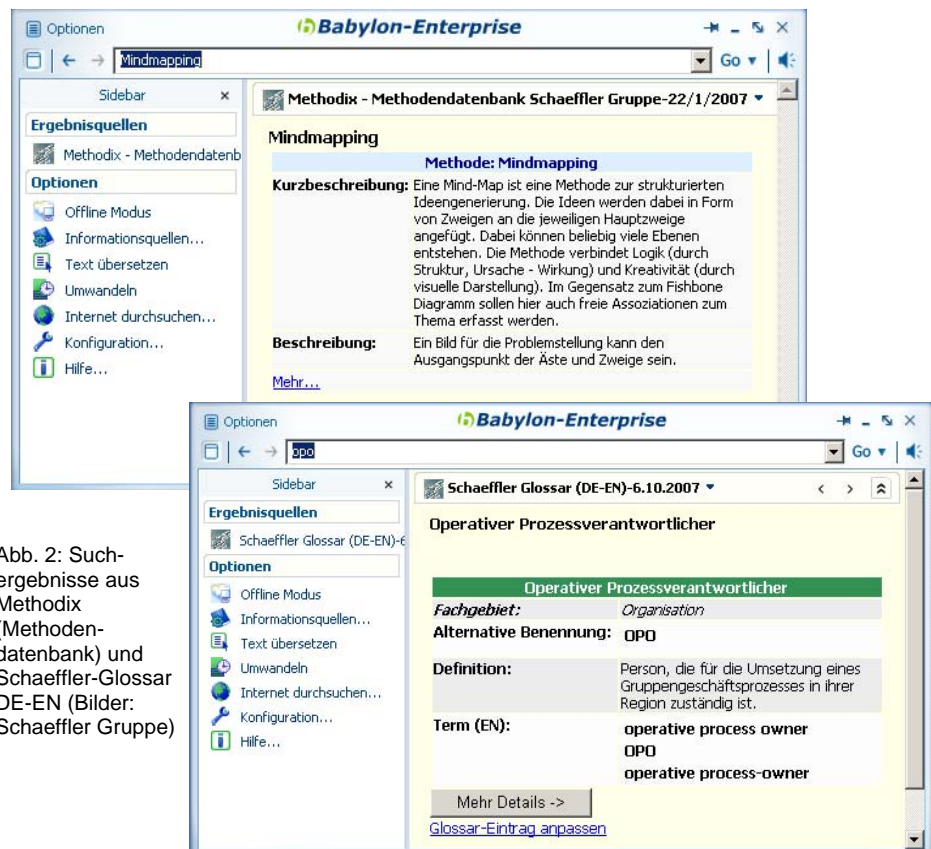 Optionen
Babylon-Enterprise
Mindmapping
Go
Sidebar x
Ergebnisquellen
Methodix - Methodendatenb
Optionen
Offline Modus
Informationsquellen...
Text übersetzen
Umwandeln
Internet durchsuchen...
Konfiguration...
Hilfe...
Methodix - Methodendatenbank Schaeffler Gruppe-22/1/2007
Mindmapping
Methode: Mindmapping
Kurzbeschreibung: Eine Mind-Map ist eine Methode zur strukturierten
Ideengenerierung. Die Ideen werden dabei in Form
von Zweigen an die jeweiligen Hauptzweige
angefügt. Dabei können beliebig viele Ebenen
entstehen. Die Methode verbindet Logik (durch
Struktur, Ursache - Wirkung) und Kreativität (durch
visuelle Darstellung). Im Gegensatz zum Fishbone
Diagramm sollen hier auch freie Assoziationen zum
Thema erfasst werden.
Beschreibung: Ein Bild für die Problemstellung kann den
Ausgangspunkt der Äste und Zweige sein.
Mehr...
Optionen
Babylon-Enterprise
opo
Go
Sidebar x
Ergebnisquellen
Schaeffler Glossar (DE-EN)-6
Optionen
Offline Modus
Informationsquellen...
Text übersetzen
Umwandeln
Internet durchsuchen...
Konfiguration...
Hilfe...
Schaeffler Glossar (DE-EN)-6.10.2007
Operativer Prozessverantwortlicher
Operativer Prozessverantwortlicher
Fachgebiet: Organisation
Alternative Benennung: OPO
Definition: Person, die für die Umsetzung eines
Gruppengeschäftsprozesses in ihrer
Region zuständig ist.
Term (EN): operative process owner
OPO
operative process-owner
Mehr Details ->
Glossar-Eintrag anpassen
Abb. 2: Such-
ergebnisse aus
Methodix
(Methoden-
datenbank) und
Schaeffler-Glossar
DE-EN (Bilder:
Schaeffler Gruppe)